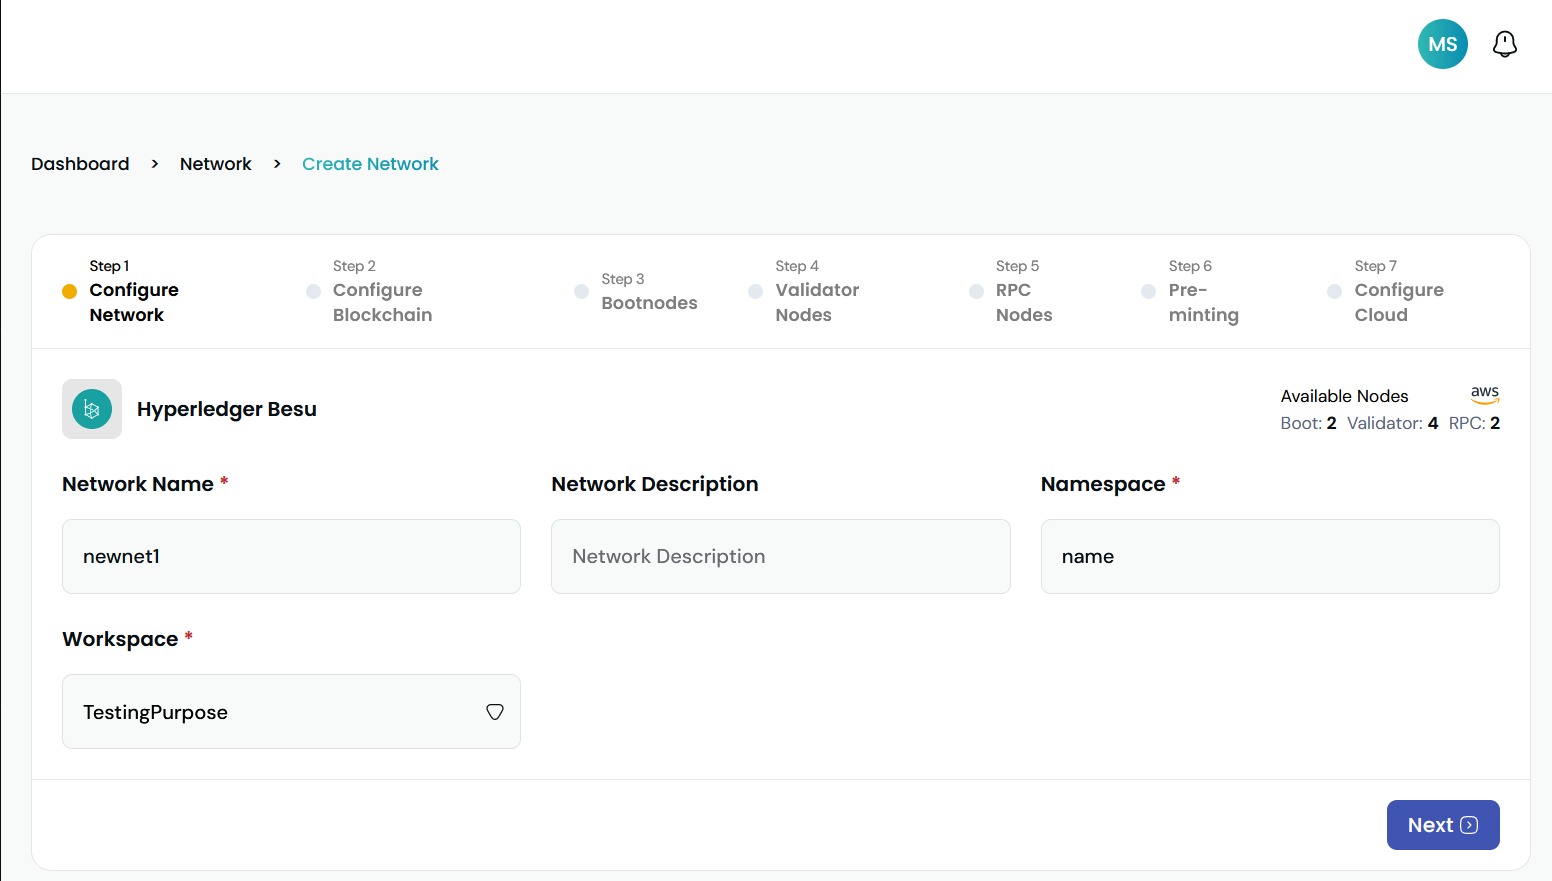 MS
Dashboard > Network > Create Network
Step 1
Configure
Network
Step 2
Configure
Blockchain
Step 3
Bootnodes
Step 4
Validator
Nodes
Step 5
RPC
Nodes
Step 6
Pre-
minting
Step 7
Configure
Cloud
Hyperledger Besu
Available Nodes aws
Boot: 2 Validator: 4 RPC: 2
Network Name *
newnet1
Network Description
Network Description
Namespace *
name
Workspace *
TestingPurpose
Next